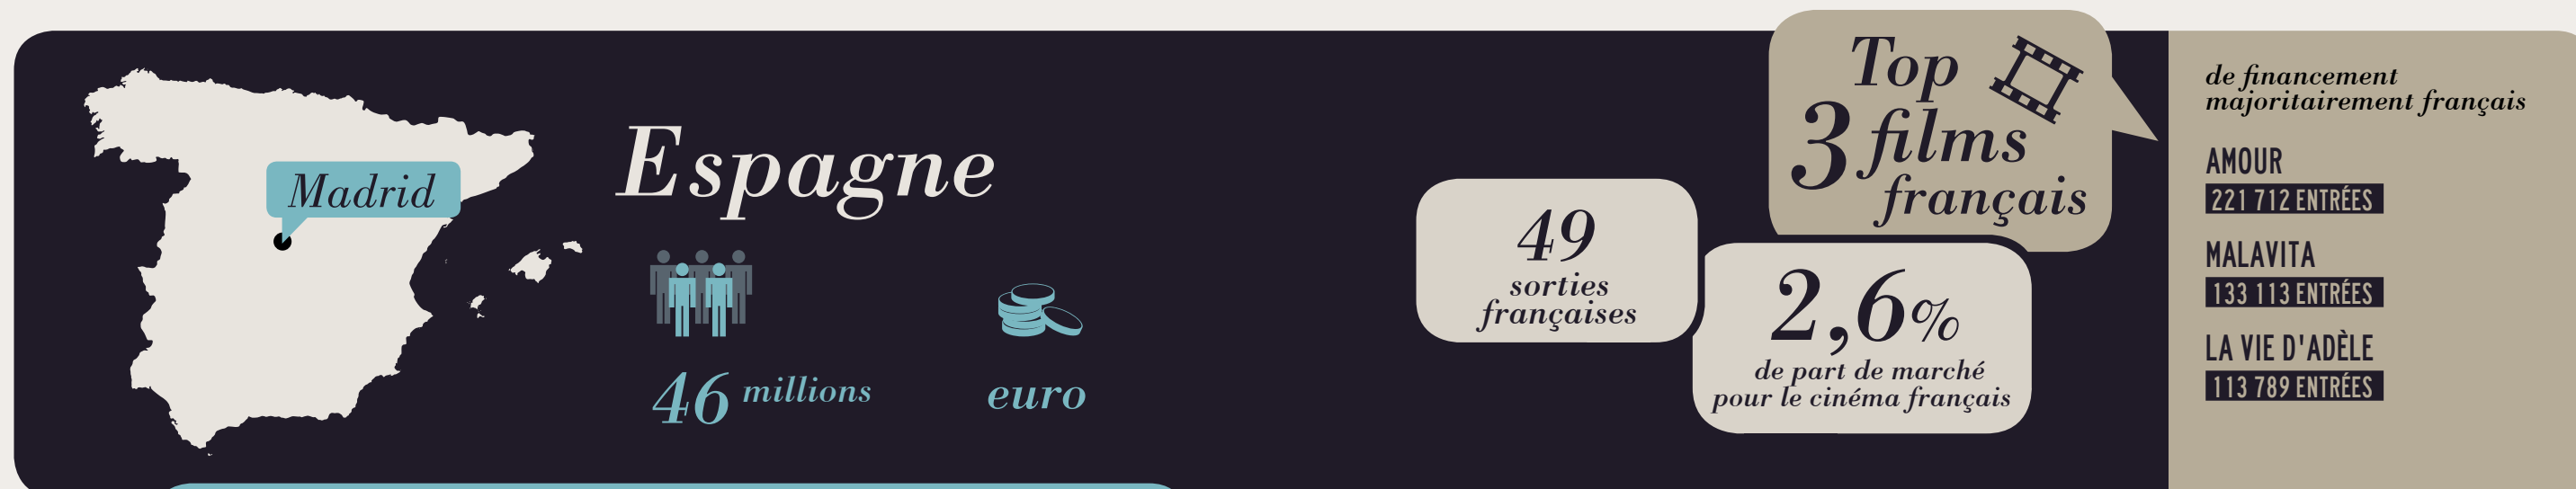 Madrid
Espagne
46 millions
euro
49
sorties
françaises
2,6%
de part de marché
pour le cinéma français
Top
3 films
français
de financement
majoritairement français
AMOUR
221 712 ENTRÉES
MALAVITA
133 113 ENTRÉES
LA VIE D'ADÈLE
113 789 ENTRÉES